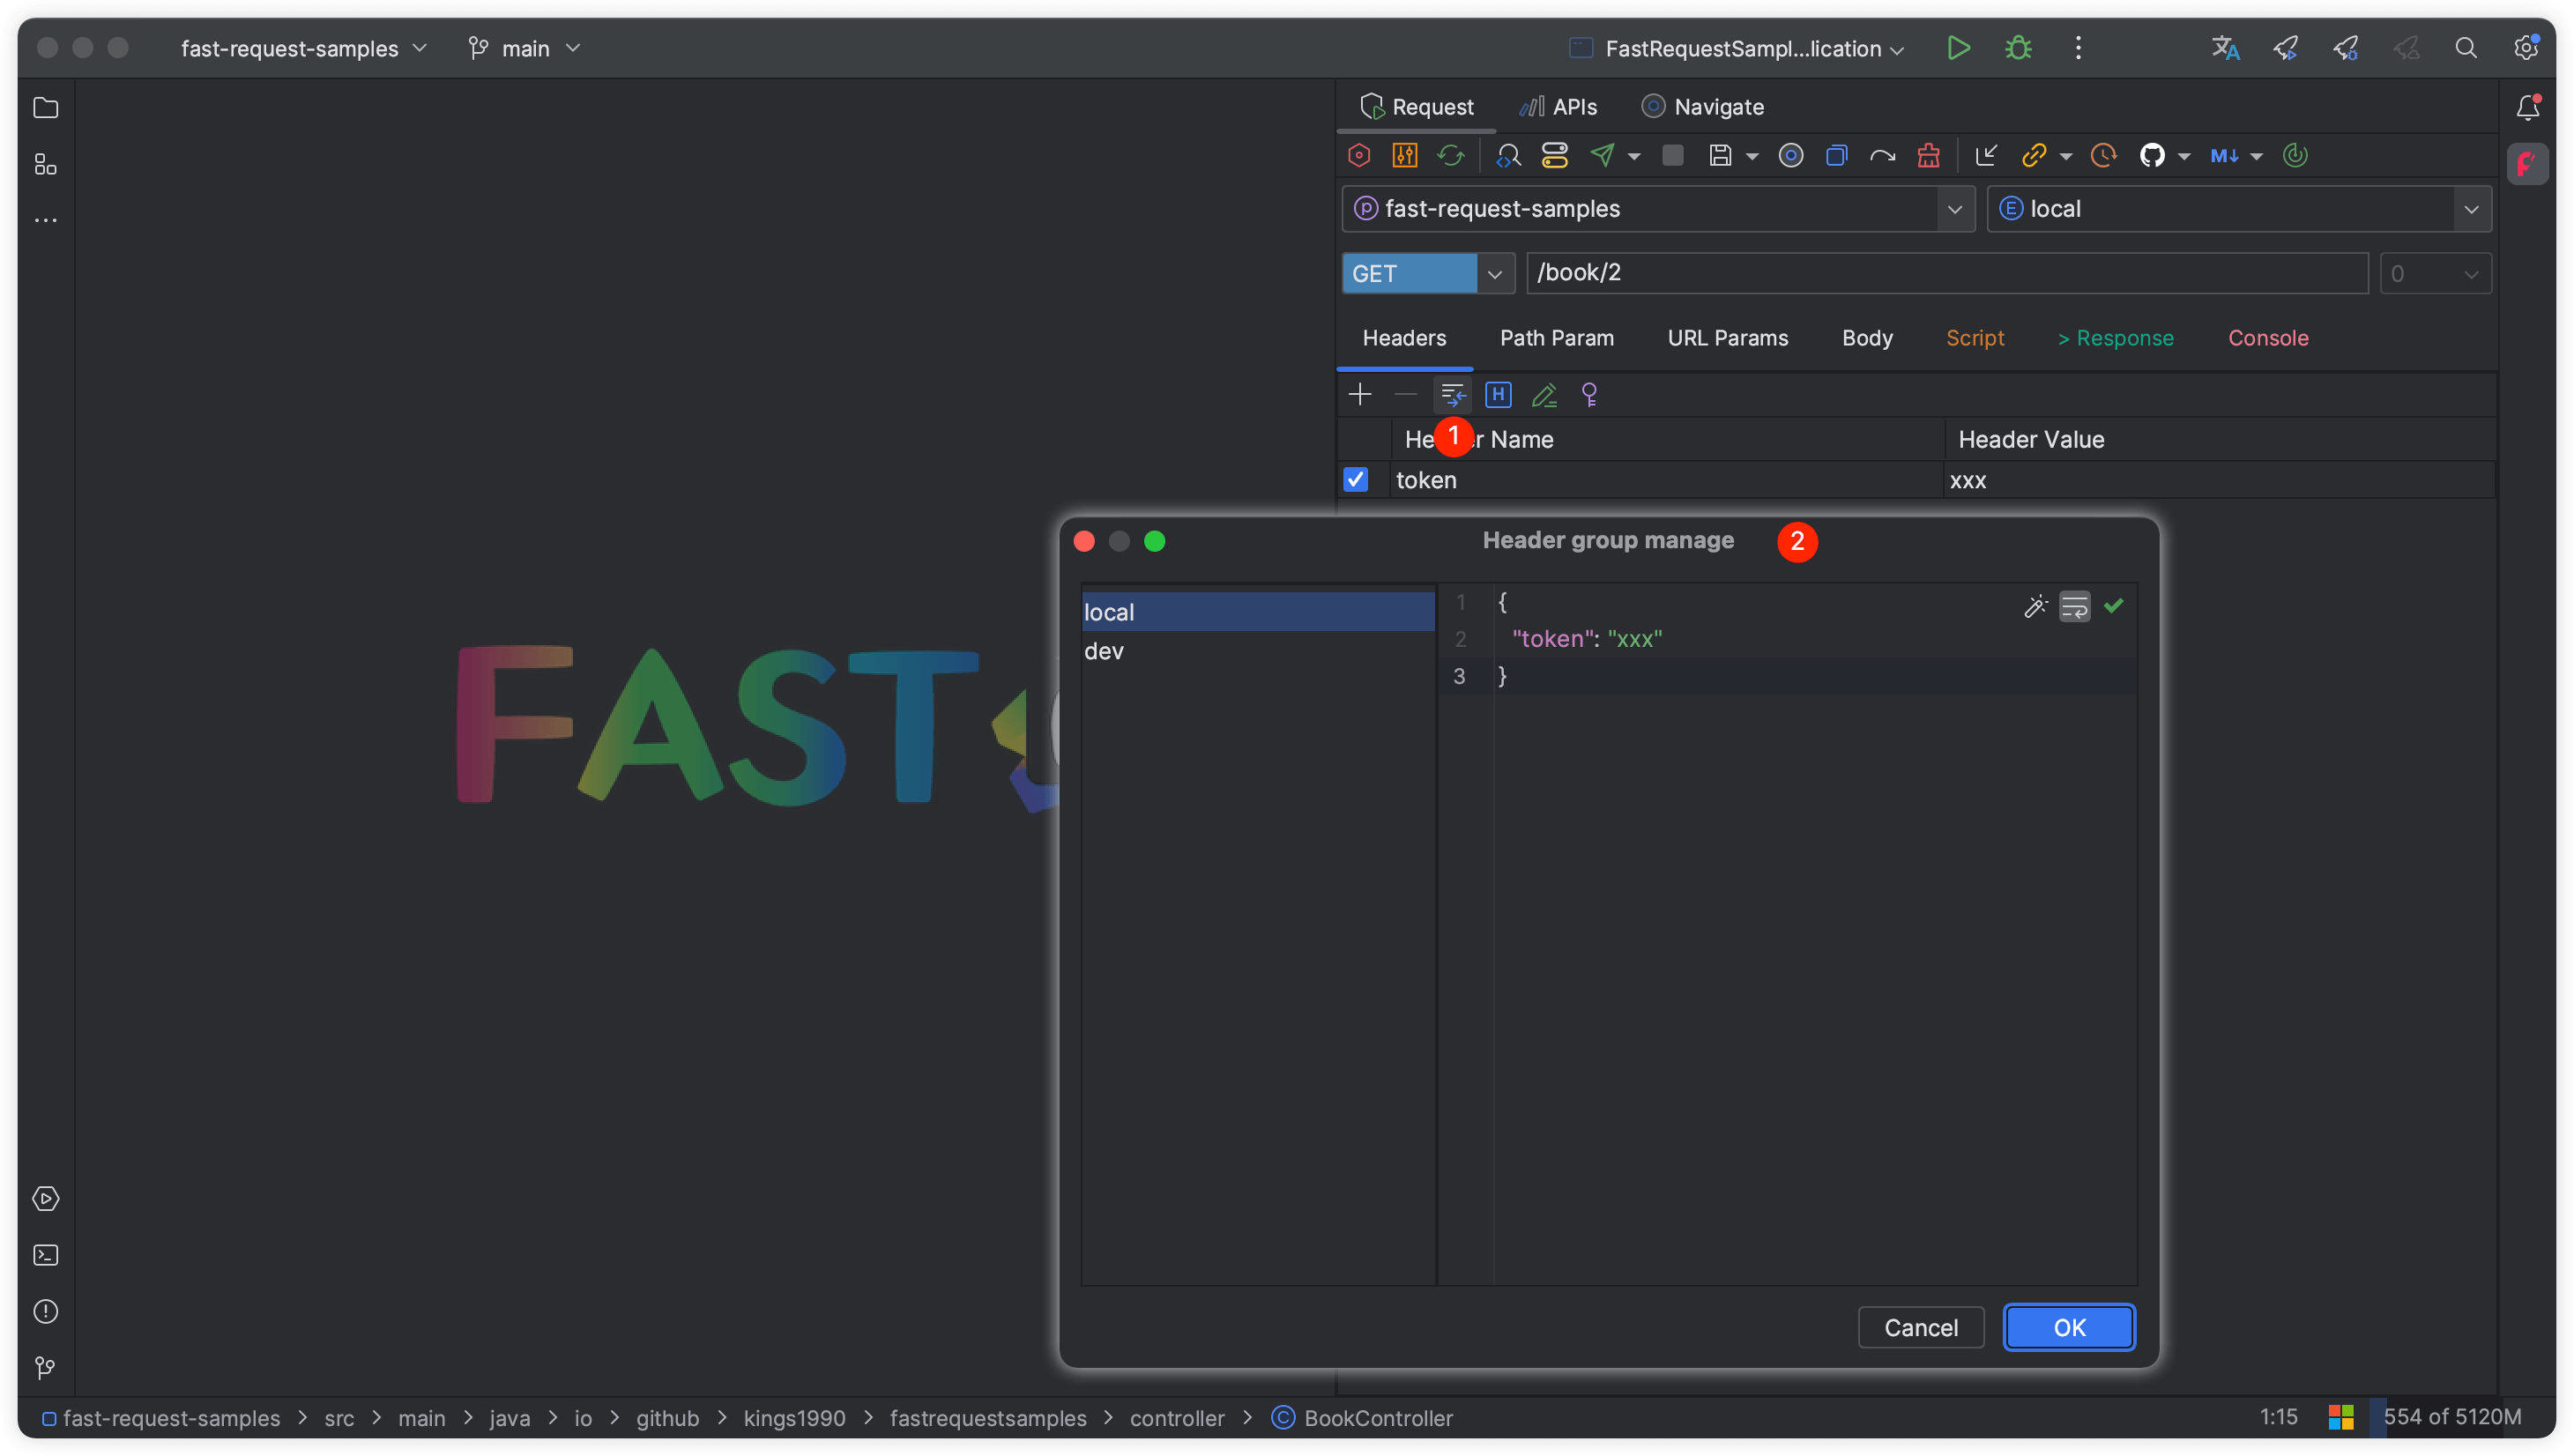 fast-request-samples main FastRequestSampl...lication
Request APIs Navigate
M↓
fast-request-samples local
GET /book/2 0
Headers Path Param URL Params Body Script > Response Console
H
1
Header Value
token xxx
Header group manage 2
local
dev
1 {
2 "token": "xxx"
3 }
FAST
Cancel OK
fast-request-samples > src > main > java > io > github > kings1990 > fastrequestsamples > controller > BookController
1:15 554 of 5120M